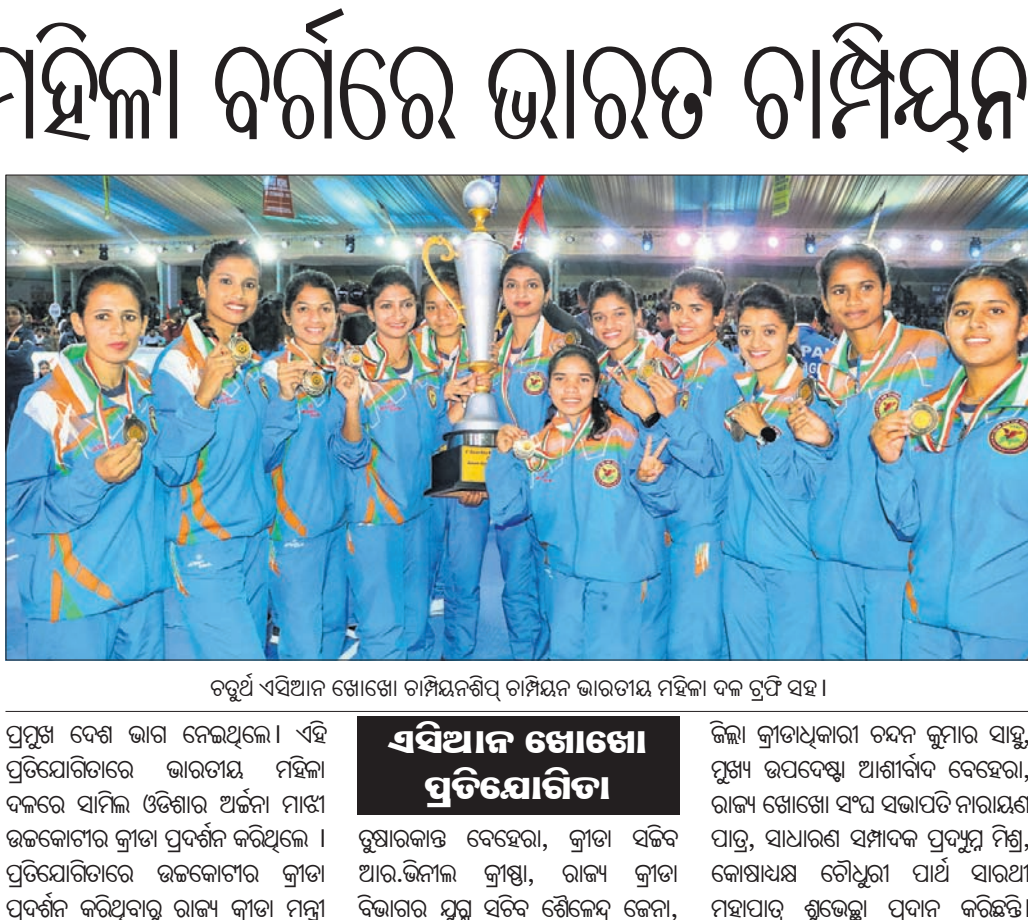 ମହିଳା ବର୍ଗରେ ଭାରତ ଚାମ୍ପିୟନ
ଚତୁର୍ଥ ଏସିଆନ ଖୋଖୋ ଚାମ୍ପିୟନଶିପ୍ ଚାମ୍ପିୟନ ଭାରତୀୟ ମହିଳା ଦଳ ଟ୍ରଫି ସହ।
ପ୍ରମୁଖ ଦେଶ ଭାଗ ନେଇଥିଲେ। ଏହି
ପ୍ରତିଯୋଗିତାରେ ଭାରତୀୟ ମହିଳା
ଦଳରେ ସାମିଲ ଓଡିଶାର ଅର୍ଚ୍ଚନା ମାଝୀ
ଉଚ୍ଚକୋଟୀର କ୍ରୀଡା ପ୍ରଦର୍ଶନ କରିଥିଲେ ।
ପ୍ରତିଯୋଗିତାରେ ଉଚ୍ଚକୋଟୀର କ୍ରୀଡା
ପ୍ରଦର୍ଶନ କରିଥିବାରୁ ରାଜ୍ୟ କ୍ରୀଡା ମନ୍ତ୍ରୀ
ଏସିଆନ ଖୋଖୋ
ପ୍ରତିଯୋଗିତା
ତୁଷାରକାନ୍ତ ବେହେରା, କ୍ରୀଡା ସଚ୍ଚିବ
ଆର.ଭିନୀଲ କ୍ରୀଷ୍ଣା, ରାଜ୍ୟ କ୍ରୀଡା
ବିଭାଗର ଯୁଗ୍ମ ସଚିବ ଶୈଳେନ୍ଦ୍ର ଜେନା,
ଜିଲ୍ଲା କ୍ରୀଡାଧିକାରୀ ଚନ୍ଦନ କୁମାର ସାହୁ,
ମୁଖ୍ୟ ଉପଦେଷ୍ଟା ଆଶୀର୍ବାଦ ବେହେରା,
ରାଜ୍ୟ ଖୋଖୋ ସଂଘ ସଭାପତି ନାରାୟଣ
ପାତ୍ର, ସାଧାରଣ ସମ୍ପାଦକ ପ୍ରଦ୍ୟୁମ୍ନ ମିଶ୍ର,
କୋଷାଧ୍ୟକ୍ଷ ଚୌଧୁରୀ ପାର୍ଥ ସାରଥୀ
ମହାପାତ୍ର ଶୁଭେଚ୍ଛା ପ୍ରଦାନ କରିଛନ୍ତି।